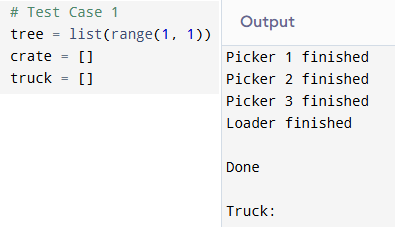 # Test Case 1
tree = list(range(1, 1))
crate = []
truck = []
Output
Picker 1 finished
Picker 2 finished
Picker 3 finished
Loader finished
Done
Truck: